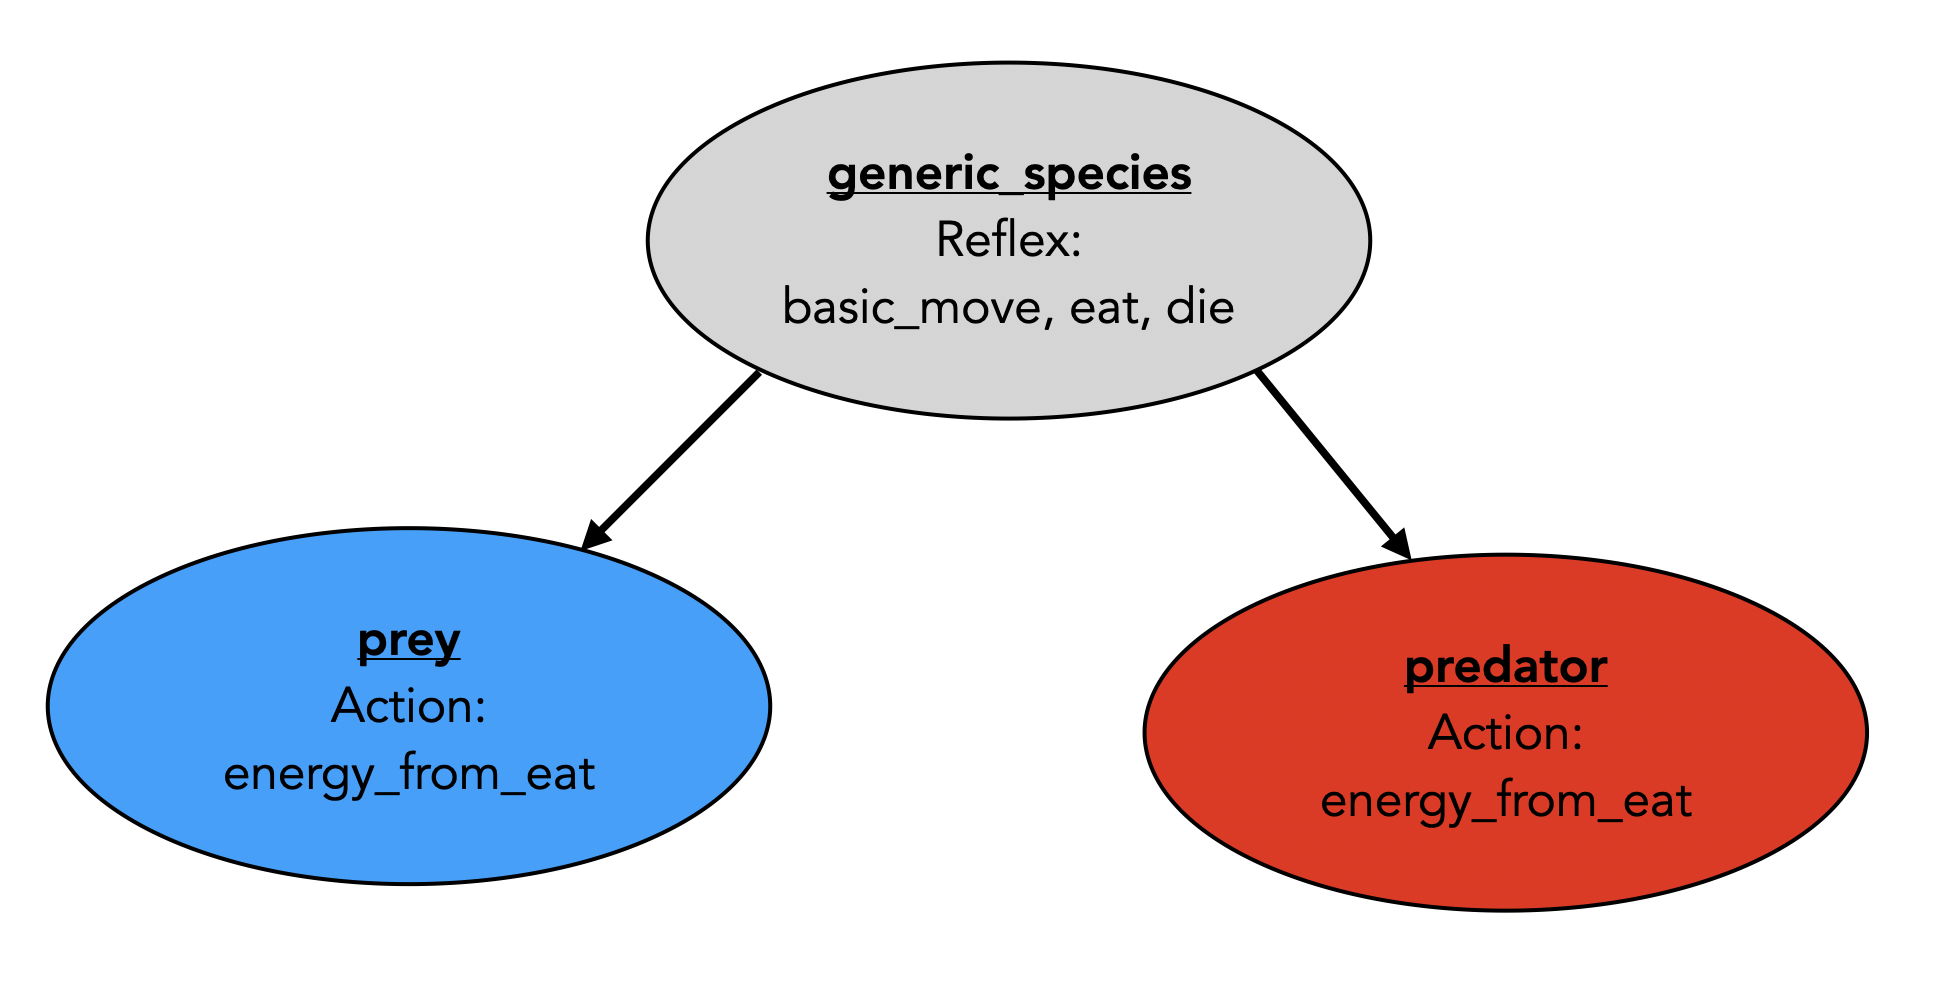 generic_species
Reflex:
basic_move, eat, die
prey
Action:
energy_from_eat
predator
Action:
energy_from_eat